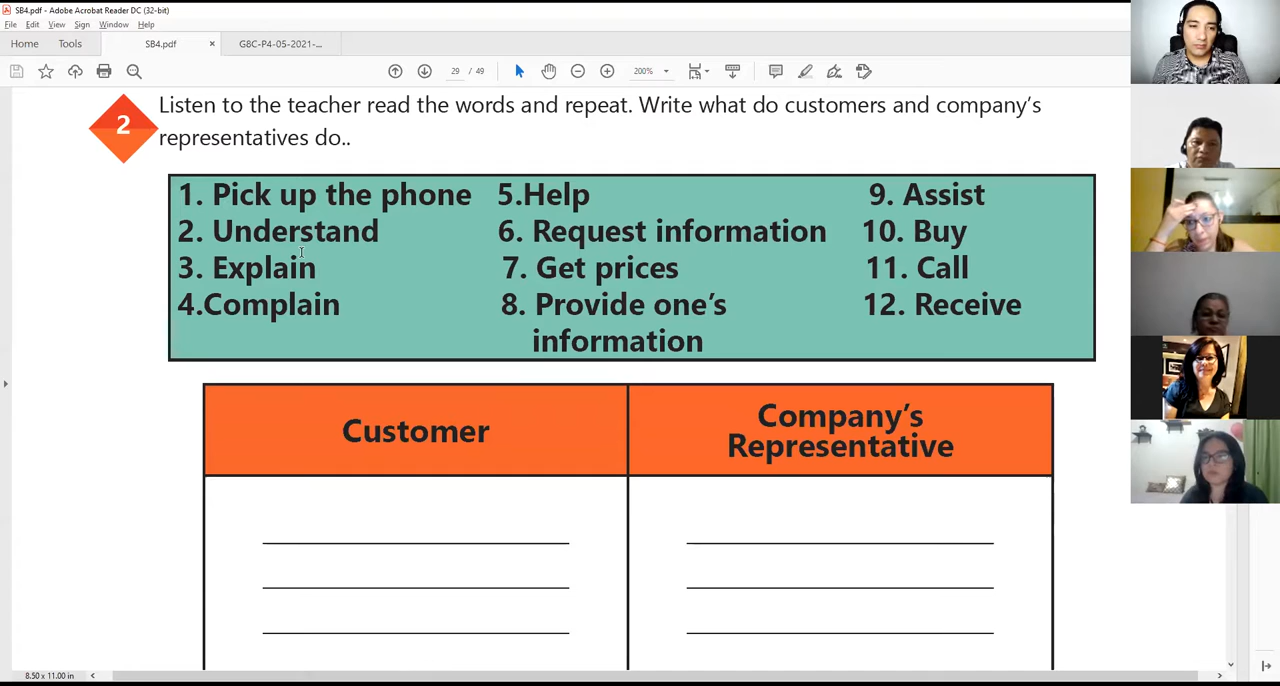 SB4.pdf - Adobe Acrobat Reader DC (32-bit)
File Edit View Sign Window Help
Home Tools SB4.pdf × G8C-P4-05-2021-...
29 / 49 200%
2
Listen to the teacher read the words and repeat. Write what do customers and company's
representatives do..
1. Pick up the phone 5.Help 9. Assist
2. Understand 6. Request information 10. Buy
3. Explain 7. Get prices 11. Call
4.Complain 8. Provide one's 12. Receive
information
Customer
Company's
Representative
8.50 x 11.00 in